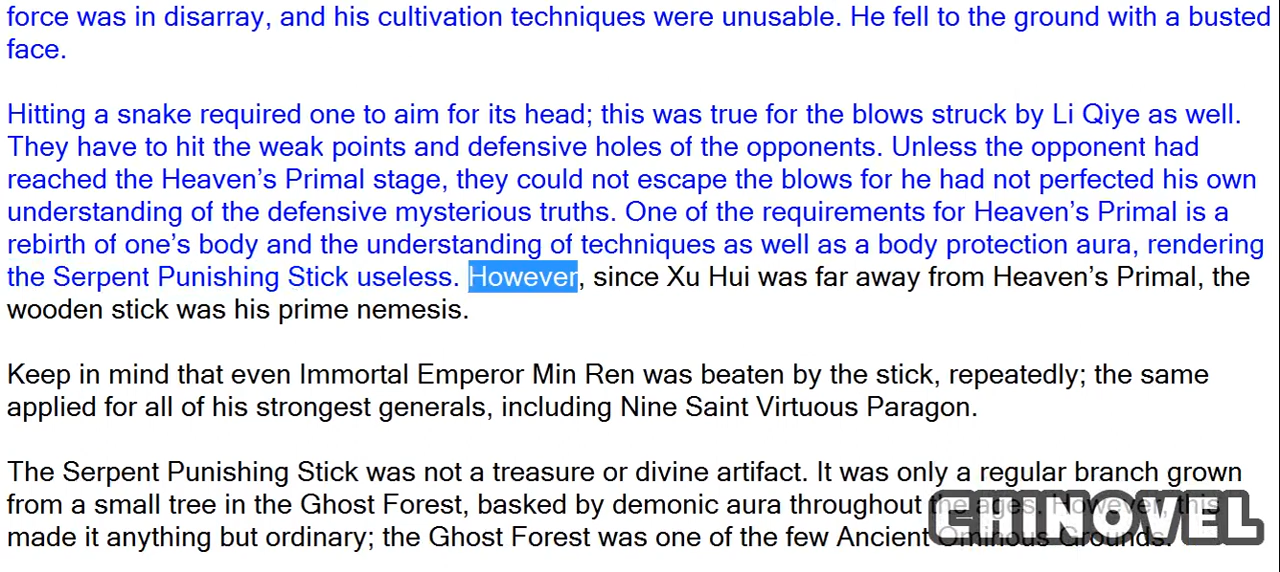 force was in disarray, and his cultivation techniques were unusable. He fell to the ground with a busted
face.
Hitting a snake required one to aim for its head; this was true for the blows struck by Li Qiye as well.
They have to hit the weak points and defensive holes of the opponents. Unless the opponent had
reached the Heaven’s Primal stage, they could not escape the blows for he had not perfected his own
understanding of the defensive mysterious truths. One of the requirements for Heaven’s Primal is a
rebirth of one’s body and the understanding of techniques as well as a body protection aura, rendering
the Serpent Punishing Stick useless. However, since Xu Hui was far away from Heaven’s Primal, the
wooden stick was his prime nemesis.
Keep in mind that even Immortal Emperor Min Ren was beaten by the stick, repeatedly; the same
applied for all of his strongest generals, including Nine Saint Virtuous Paragon.
The Serpent Punishing Stick was not a treasure or divine artifact. It was only a regular branch grown
from a small tree in the Ghost Forest, basked by demonic aura throughout the ages. However, this
made it anything but ordinary; the Ghost Forest was one of the few Ancient Ominous Grounds.
CHINOVEL